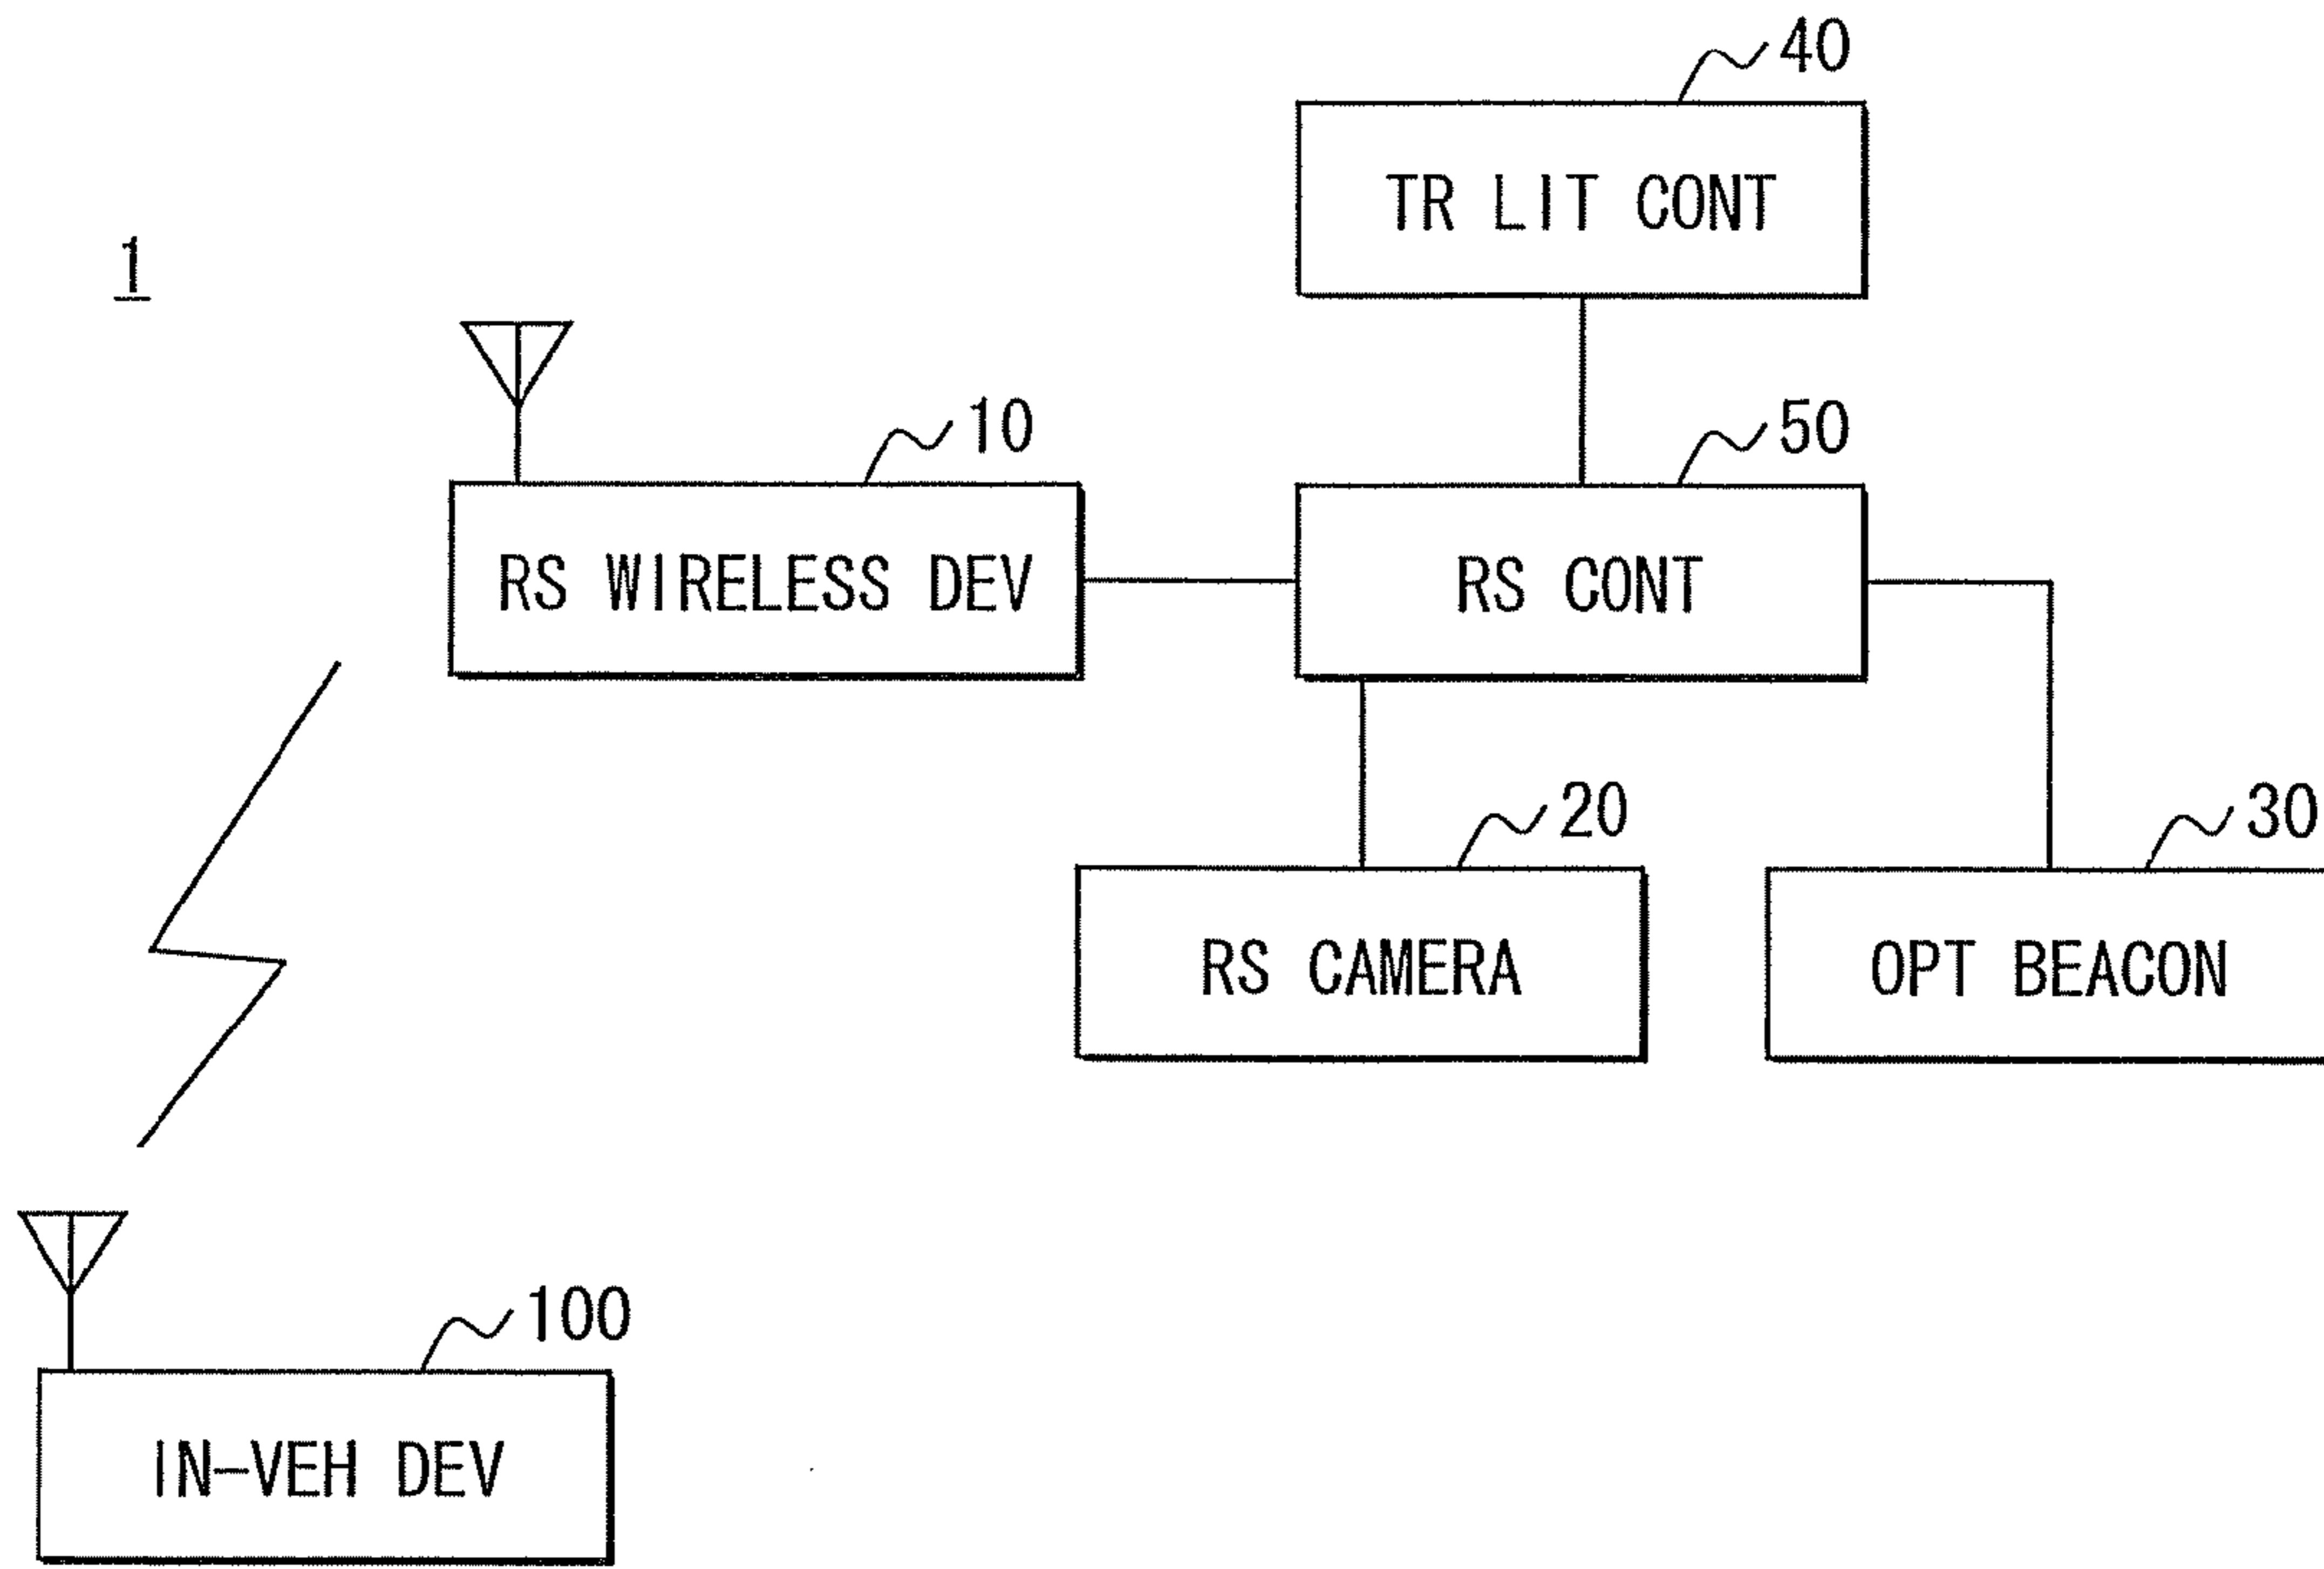 40
TR LIT CONT
1
10
50
RS WIRELESS DEV
RS CONT
20
30
RS CAMERA
OPT BEACON
100
IN-VEH DEV